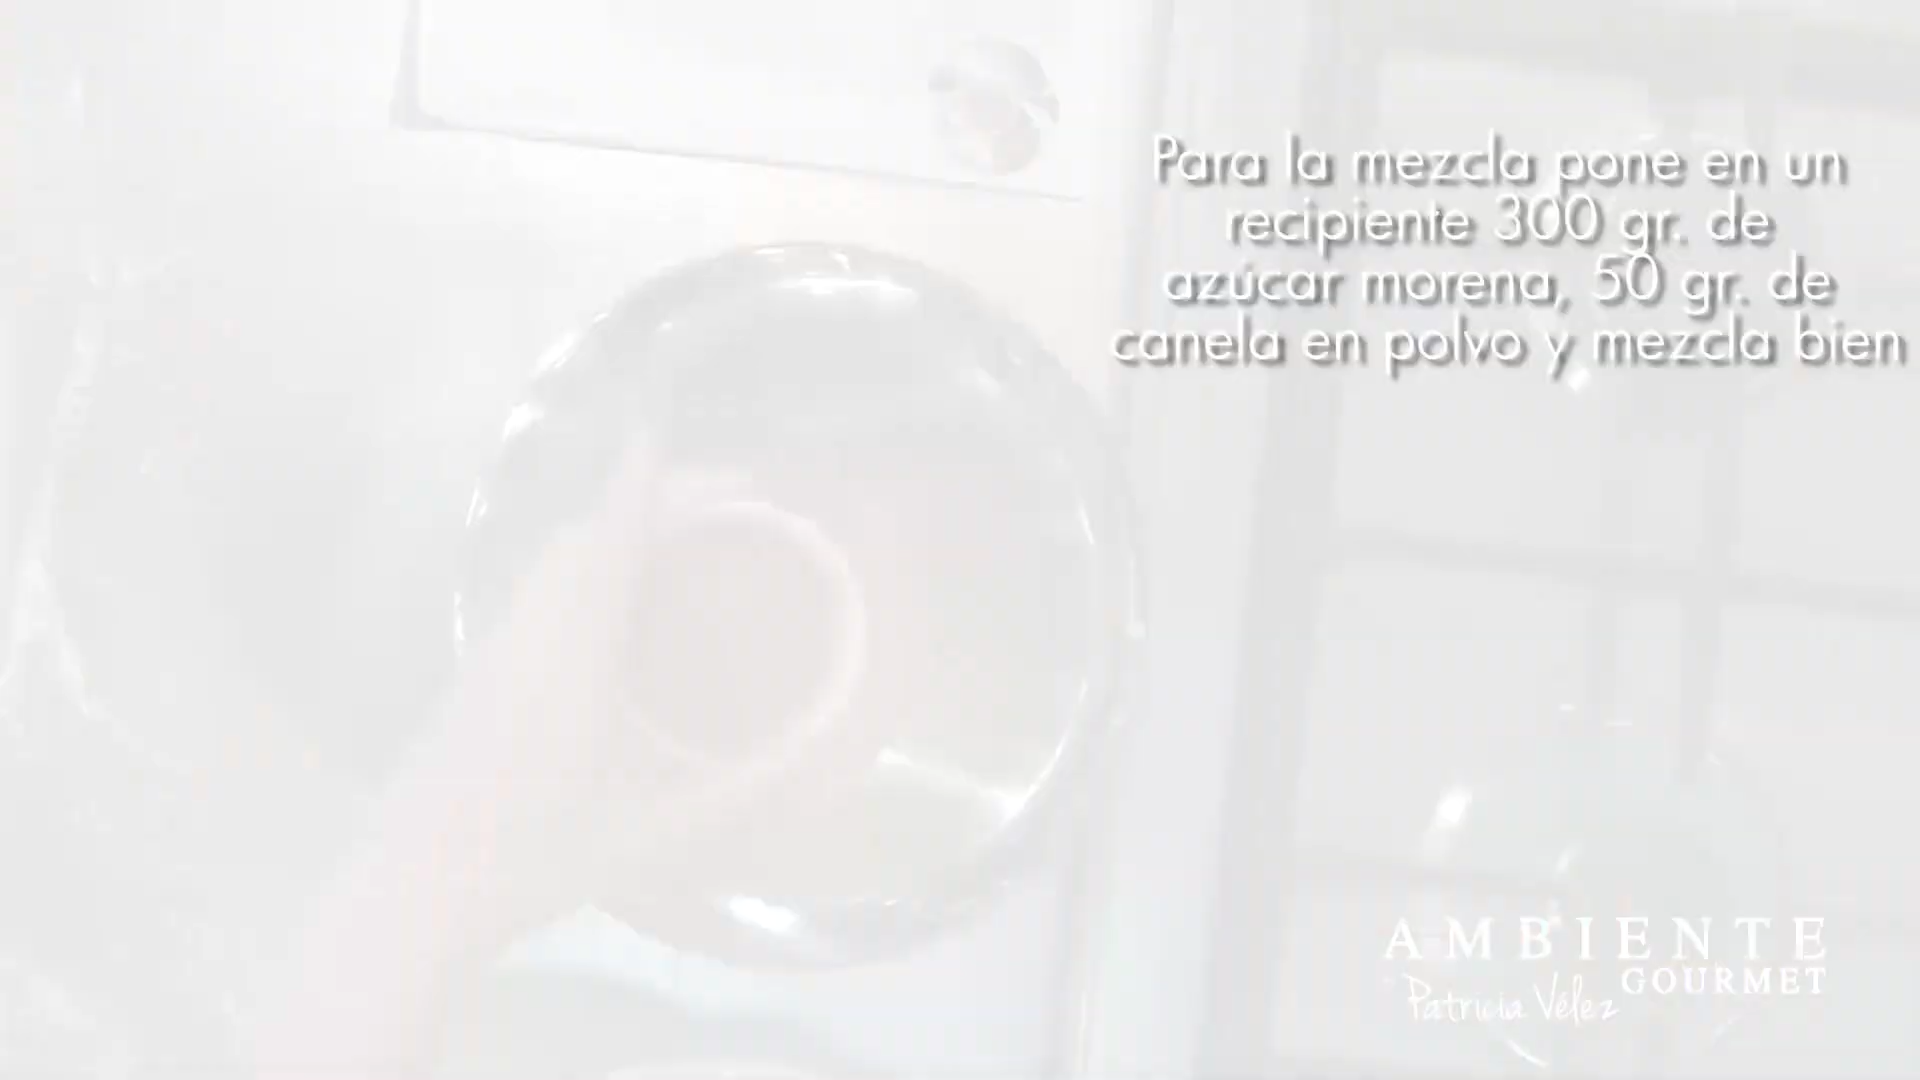 Para la mezcla pone en un
recipiente 300 gr. de
azúcar morena, 50 gr. de
canela en polvo y mezcla bien
AMBIENTE
GOURMET
Patricia Vélez